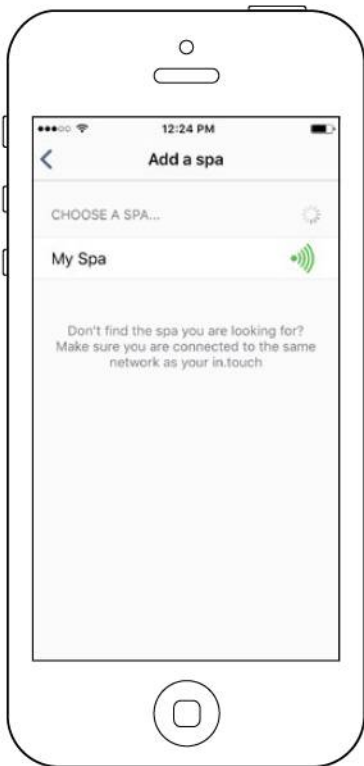 12:24 PM
Add a spa
CHOOSE A SPA...
My Spa
Don't find the spa you are looking for?
Make sure you are connected to the same
network as your in.touch